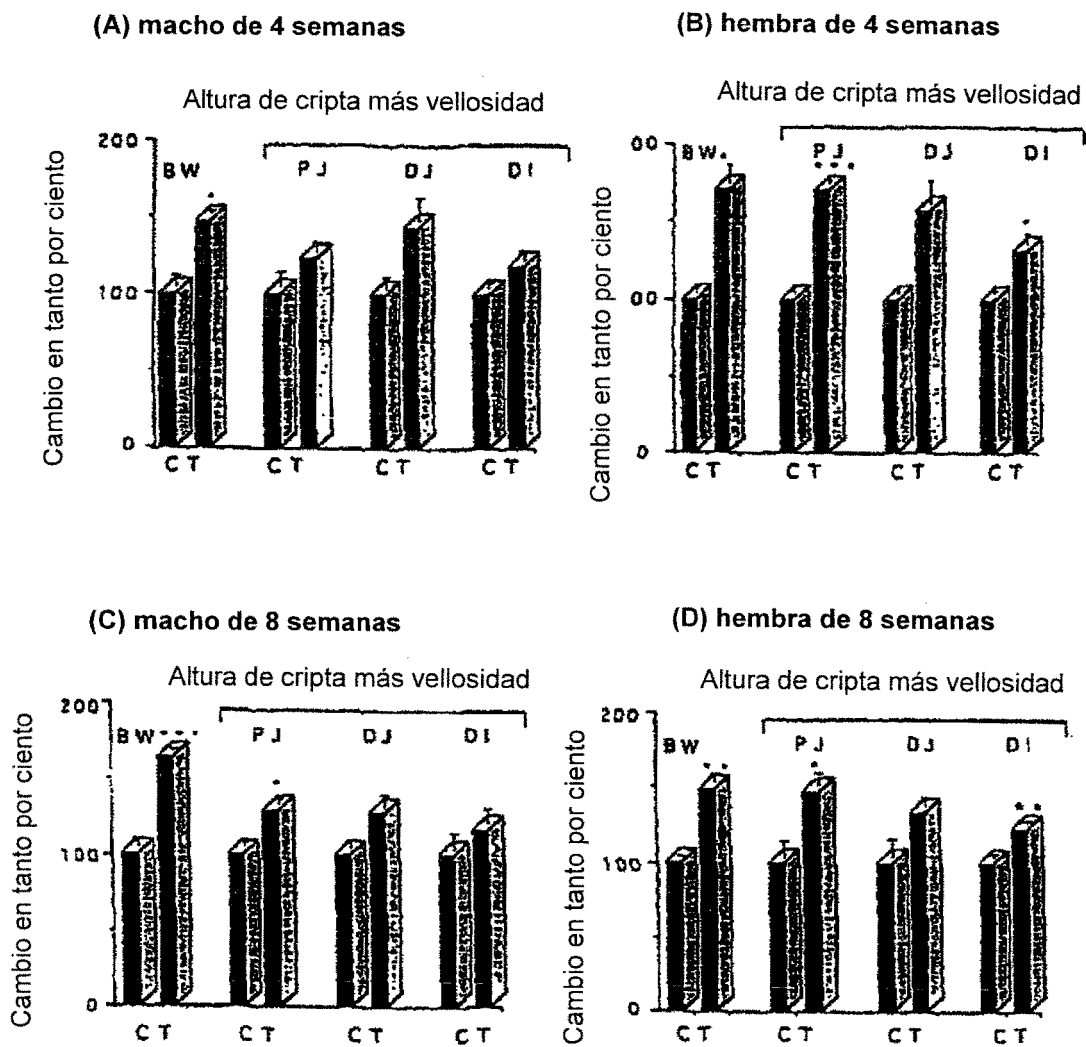 (A) macho de 4 semanas
Altura de cripta más vellosidad
Cambio en tanto por ciento
200
100
0
BW * PJ DJ DI
C T C T C T C T
(B) hembra de 4 semanas
Altura de cripta más vellosidad
Cambio en tanto por ciento
00
00
0
BW * PJ *** DJ DI *
C T C T C T C T
(C) macho de 8 semanas
Altura de cripta más vellosidad
Cambio en tanto por ciento
200
100
0
BW *** PJ * DJ DI
C T C T C T C T
(D) hembra de 8 semanas
Altura de cripta más vellosidad
Cambio en tanto por ciento
200
100
0
BW ** PJ * DJ DI **
C T C T C T C T